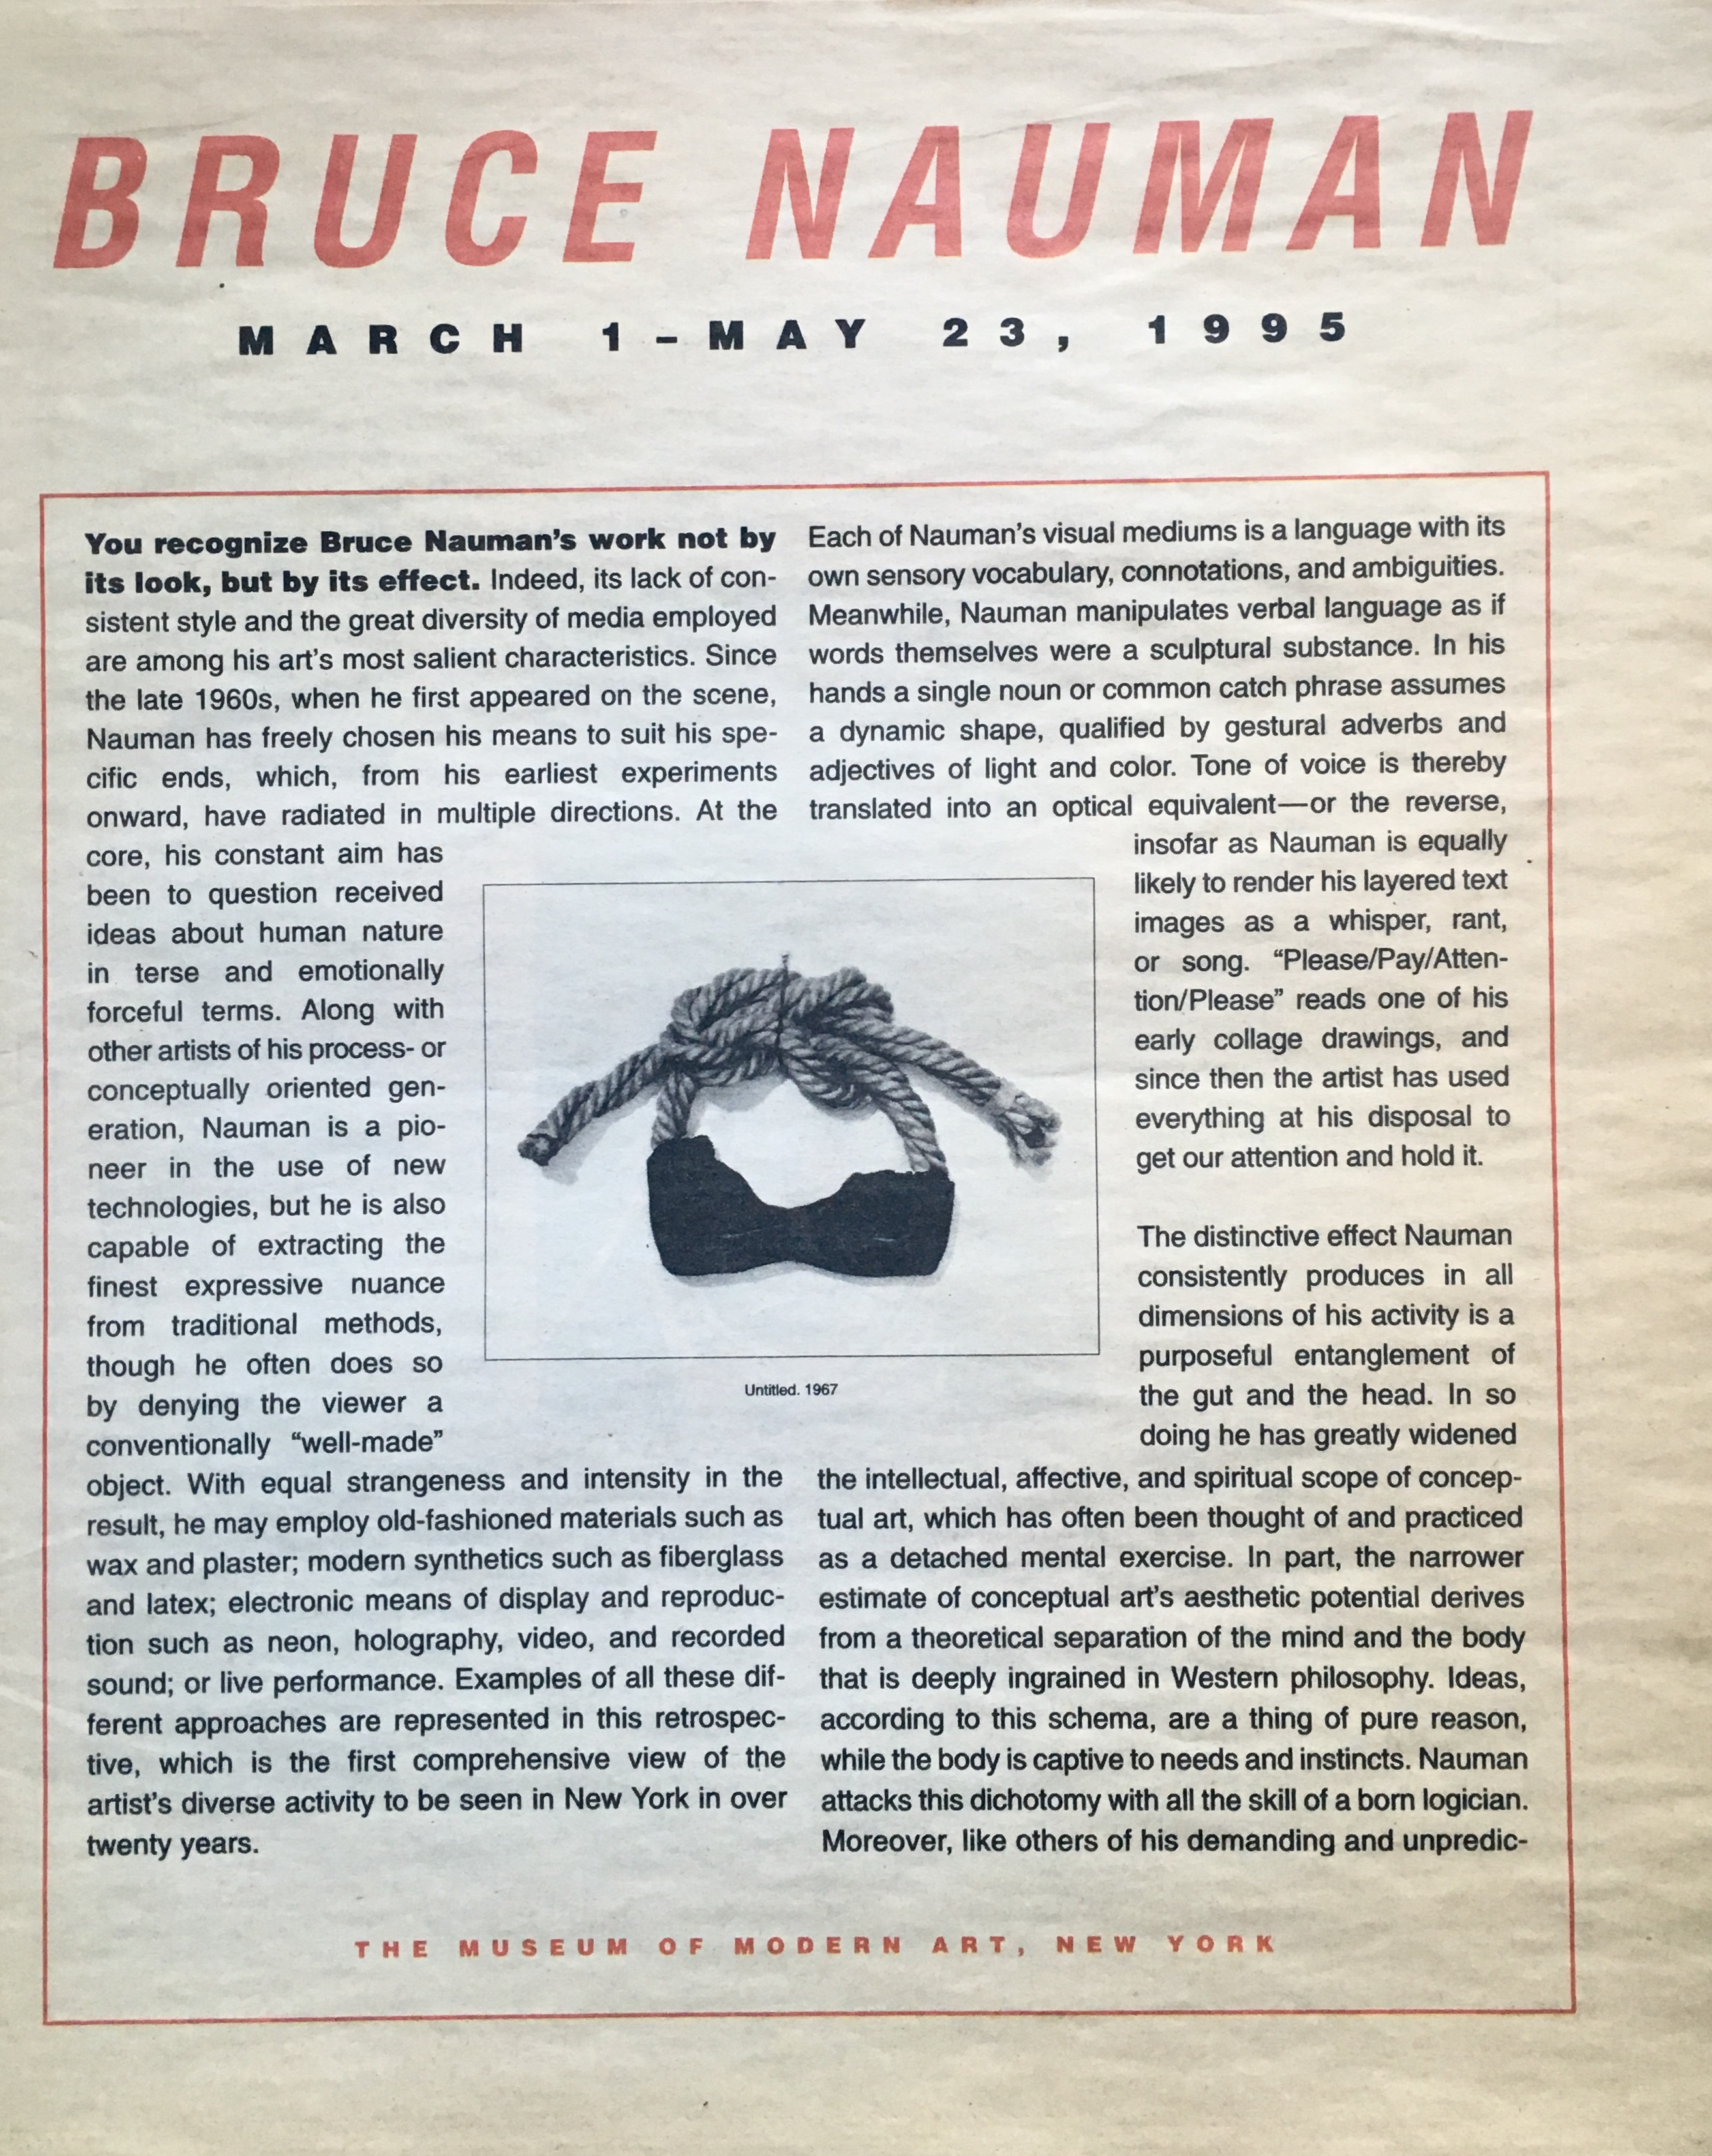 BRUCE NAUMAN
MARCH 1–MAY 23, 1995
You recognize Bruce Nauman's work not by
its look, but by its effect. Indeed, its lack of con-
sistent style and the great diversity of media employed
are among his art's most salient characteristics. Since
the late 1960s, when he first appeared on the scene,
Nauman has freely chosen his means to suit his spe-
cific ends, which, from his earliest experiments
onward, have radiated in multiple directions. At the
core, his constant aim has
been to question received
ideas about human nature
in terse and emotionally
forceful terms. Along with
other artists of his process- or
conceptually oriented gen-
eration, Nauman is a pio-
neer in the use of new
technologies, but he is also
capable of extracting the
finest expressive nuance
from traditional methods,
though he often does so
by denying the viewer a
conventionally “well-made”
object. With equal strangeness and intensity in the
result, he may employ old-fashioned materials such as
wax and plaster; modern synthetics such as fiberglass
and latex; electronic means of display and reproduc-
tion such as neon, holography, video, and recorded
sound; or live performance. Examples of all these dif-
ferent approaches are represented in this retrospec-
tive, which is the first comprehensive view of the
artist's diverse activity to be seen in New York in over
twenty years.
Untitled. 1967
Each of Nauman's visual mediums is a language with its
own sensory vocabulary, connotations, and ambiguities.
Meanwhile, Nauman manipulates verbal language as if
words themselves were a sculptural substance. In his
hands a single noun or common catch phrase assumes
a dynamic shape, qualified by gestural adverbs and
adjectives of light and color. Tone of voice is thereby
translated into an optical equivalent—or the reverse,
insofar as Nauman is equally
likely to render his layered text
images as a whisper, rant,
or song. “Please/Pay/Atten-
tion/Please” reads one of his
early collage drawings, and
since then the artist has used
everything at his disposal to
get our attention and hold it.
The distinctive effect Nauman
consistently produces in all
dimensions of his activity is a
purposeful entanglement of
the gut and the head. In so
doing he has greatly widened
the intellectual, affective, and spiritual scope of concep-
tual art, which has often been thought of and practiced
as a detached mental exercise. In part, the narrower
estimate of conceptual art's aesthetic potential derives
from a theoretical separation of the mind and the body
that is deeply ingrained in Western philosophy. Ideas,
according to this schema, are a thing of pure reason,
while the body is captive to needs and instincts. Nauman
attacks this dichotomy with all the skill of a born logician.
Moreover, like others of his demanding and unpredic-
THE MUSEUM OF MODERN ART, NEW YORK